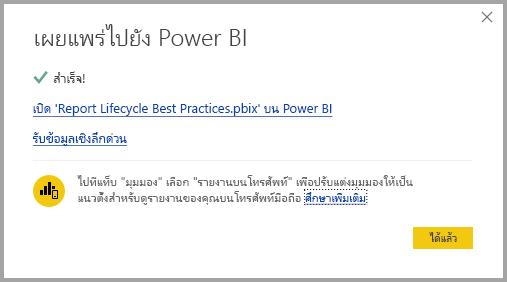 เผยแพร่ไปยัง Power BI
สำเร็จ!
เปิด 'Report Lifecycle Best Practices.pbix' บน Power BI
รับข้อมูลเชิงลึกด่วน
ไปที่แท็บ "มุมมอง" เลือก "รายงานบนโทรศัพท์" เพื่อปรับแต่งมุมมองให้เป็น
แนวตั้งสำหรับดูรายงานของคุณบนโทรศัพท์มือถือ ศึกษาเพิ่มเติม
ได้แล้ว